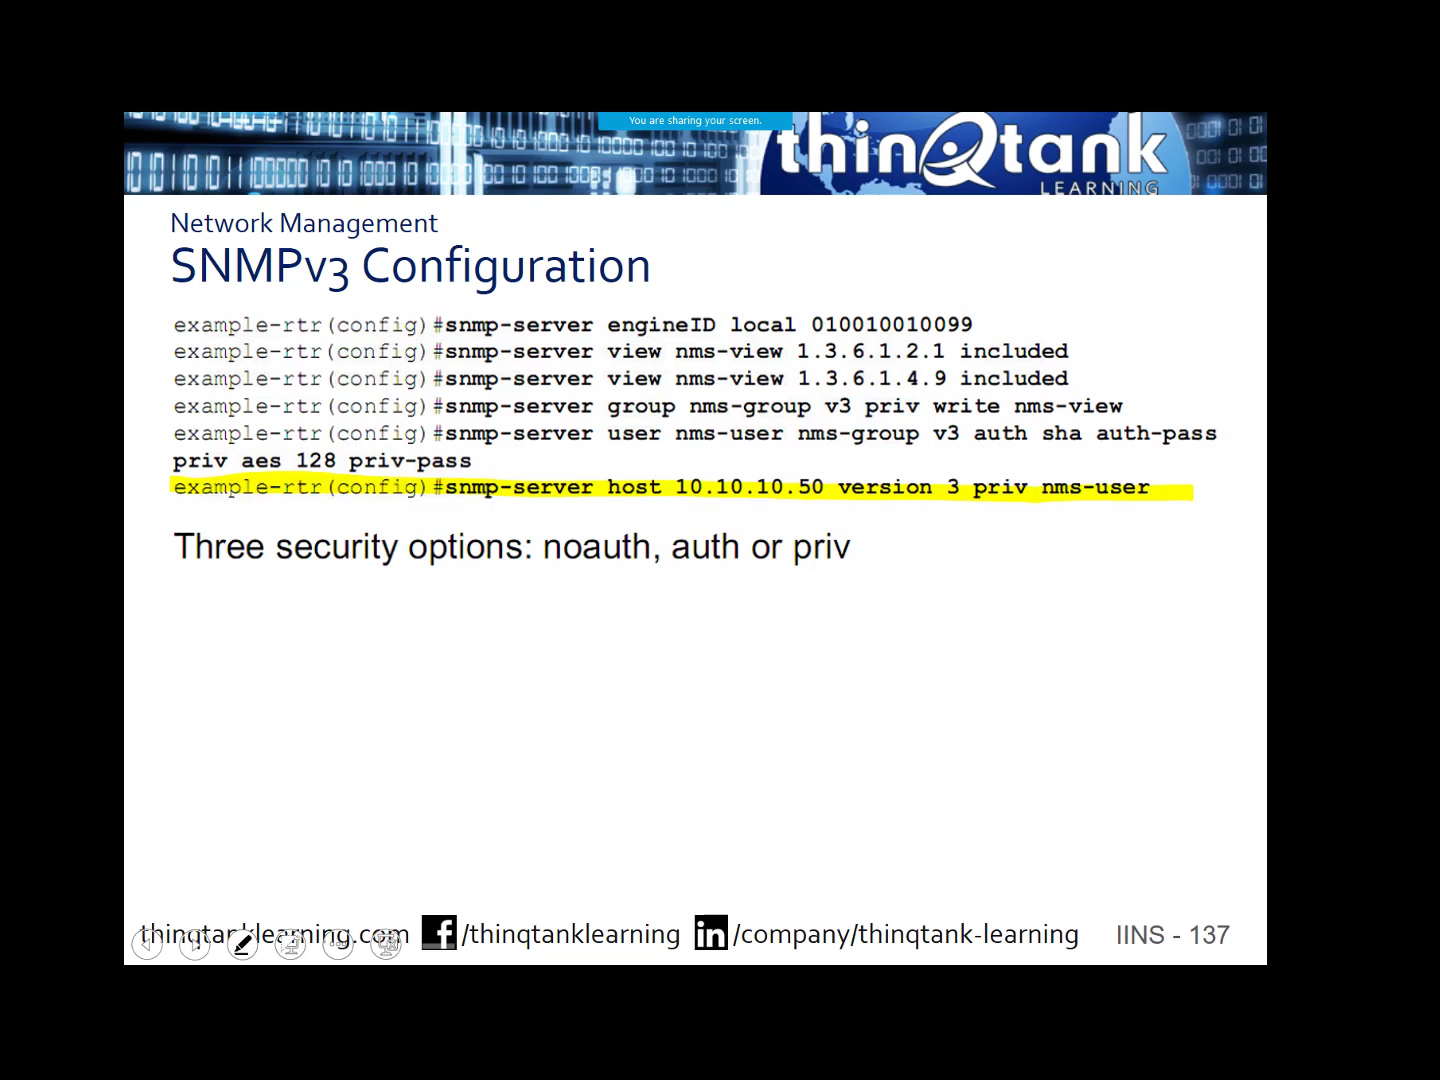 You are sharing your screen.
thinQtank
LEARNING
Network Management
SNMPv3 Configuration
example-rtr(config)#snmp-server engineID local 010010010099
example-rtr(config)#snmp-server view nms-view 1.3.6.1.2.1 included
example-rtr(config)#snmp-server view nms-view 1.3.6.1.4.9 included
example-rtr(config)#snmp-server group nms-group v3 priv write nms-view
example-rtr(config)#snmp-server user nms-user nms-group v3 auth sha auth-pass
priv aes 128 priv-pass
example-rtr(config)#snmp-server host 10.10.10.50 version 3 priv nms-user
Three security options: noauth, auth or priv
thinqtanklearning.com f /thinqtanklearning in /company/thinqtank-learning IINS - 137